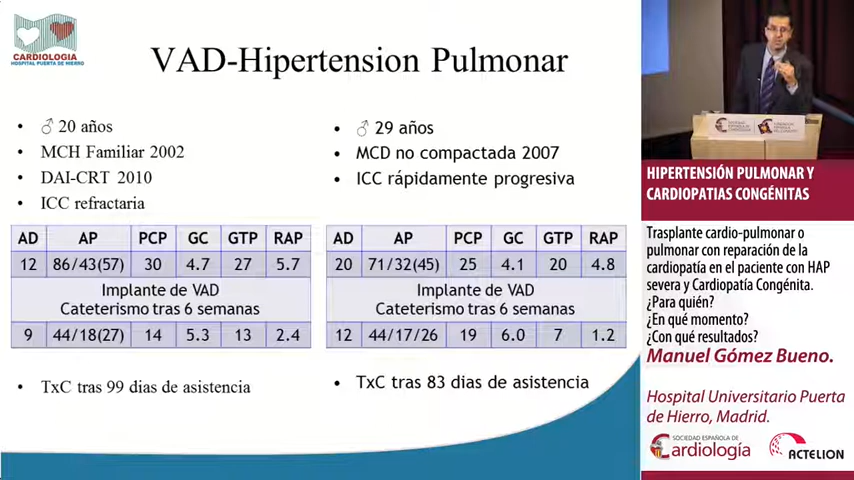 CARDIOLOGIA
HOSPITAL PUERTA DE HIERRO
VAD-Hipertension Pulmonar
• ♂ 20 años
• MCH Familiar 2002
• DAI-CRT 2010
• ICC refractaria
AD AP PCP GC GTP RAP
12 86/43(57) 30 4.7 27 5.7
Implante de VAD
Cateterismo tras 6 semanas
9 44/18(27) 14 5.3 13 2.4
• TxC tras 99 dias de asistencia
• ♂ 29 años
• MCD no compactada 2007
• ICC rápidamente progresiva
AD AP PCP GC GTP RAP
20 71/32(45) 25 4.1 20 4.8
Implante de VAD
Cateterismo tras 6 semanas
12 44/17/26 19 6.0 7 1.2
• TxC tras 83 dias de asistencia
HIPERTENSIÓN PULMONAR Y
CARDIOPATIAS CONGÉNITAS
Trasplante cardio-pulmonar o
pulmonar con reparación de la
cardiopatía en el paciente con HAP
severa y Cardiopatía Congénita.
¿Para quién?
¿En qué momento?
¿Con qué resultados?
Manuel Gómez Bueno.
Hospital Universitario Puerta
de Hierro, Madrid.
SOCIEDAD ESPAÑOLA DE
Cardiología
ACTELION